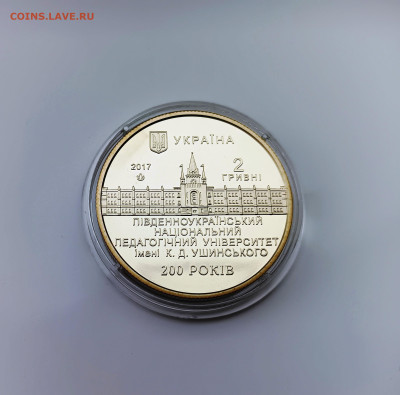 COINS.LAVE.RU
УКРАЇНА
2017
2
ГРИВНІ
ПІВДЕННОУКРАЇНСЬКИЙ
НАЦІОНАЛЬНИЙ
ПЕДАГОГІЧНИЙ УНІВЕРСИТЕТ
імені К. Д. УШИНСЬКОГО
200 РОКІВ